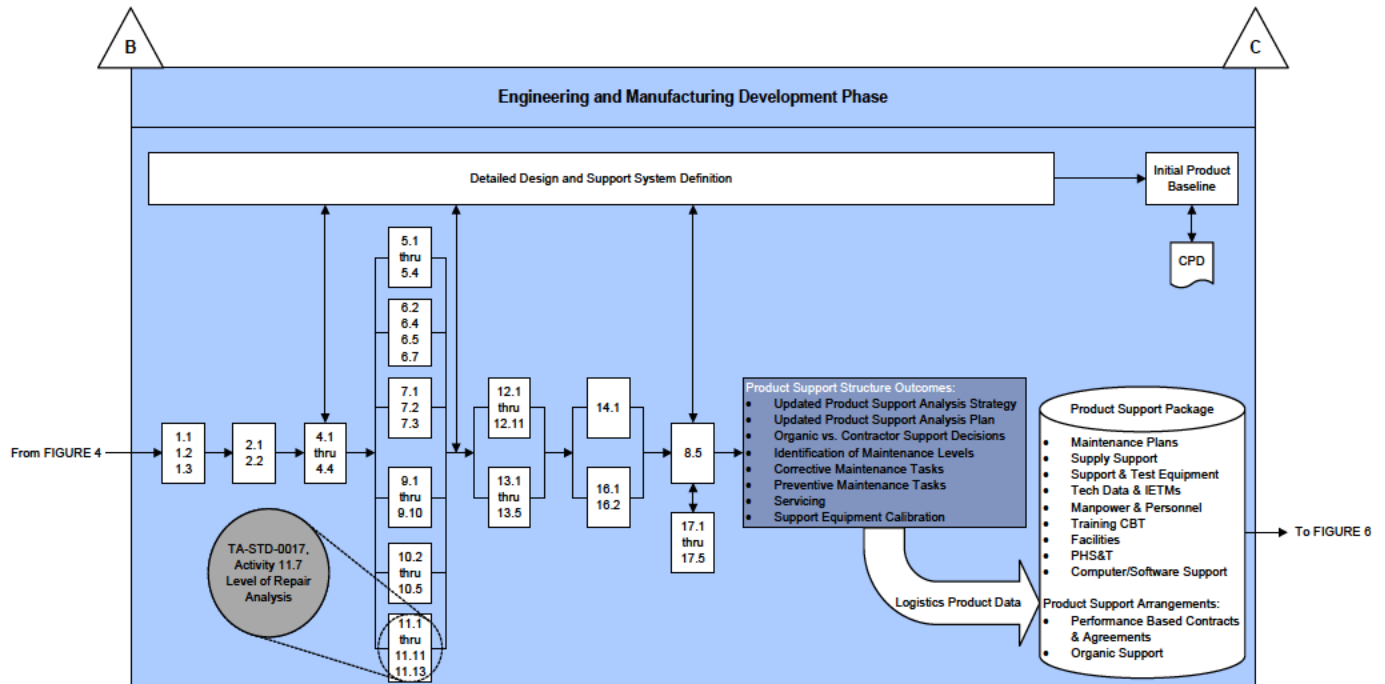 B
C
Engineering and Manufacturing Development Phase
Detailed Design and Support System Definition
Initial Product
Baseline
CPD
5.1
thru
5.4
6.2
6.4
6.5
6.7
7.1
7.2
7.3
From FIGURE 4
1.1
1.2
1.3
2.1
2.2
4.1
thru
4.4
9.1
thru
9.10
10.2
thru
10.5
11.1
thru
11.11
11.13
TA-STD-0017,
Activity 11.7
Level of Repair
Analysis
12.1
thru
12.11
13.1
thru
13.5
14.1
16.1
16.2
8.5
17.1
thru
17.5
Product Support Structure Outcomes:
• Updated Product Support Analysis Strategy
• Updated Product Support Analysis Plan
• Organic vs. Contractor Support Decisions
• Identification of Maintenance Levels
• Corrective Maintenance Tasks
• Preventive Maintenance Tasks
• Servicing
• Support Equipment Calibration
Logistics Product Data
Product Support Package
• Maintenance Plans
• Supply Support
• Support & Test Equipment
• Tech Data & IETMs
• Manpower & Personnel
• Training CBT
• Facilities
• PHS&T
• Computer/Software Support
Product Support Arrangements:
• Performance Based Contracts
& Agreements
• Organic Support
To FIGURE 6